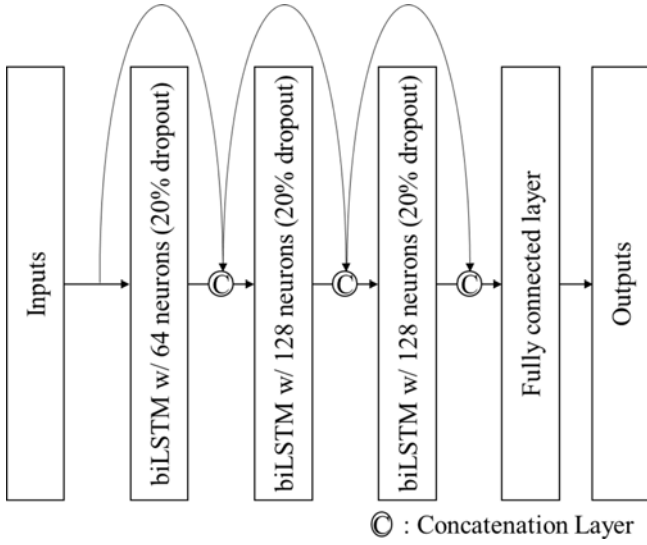 Inputs
biLSTM w/ 64 neurons (20% dropout)
C
biLSTM w/ 128 neurons (20% dropout)
C
biLSTM w/ 128 neurons (20% dropout)
C
Fully connected layer
Outputs
C : Concatenation Layer